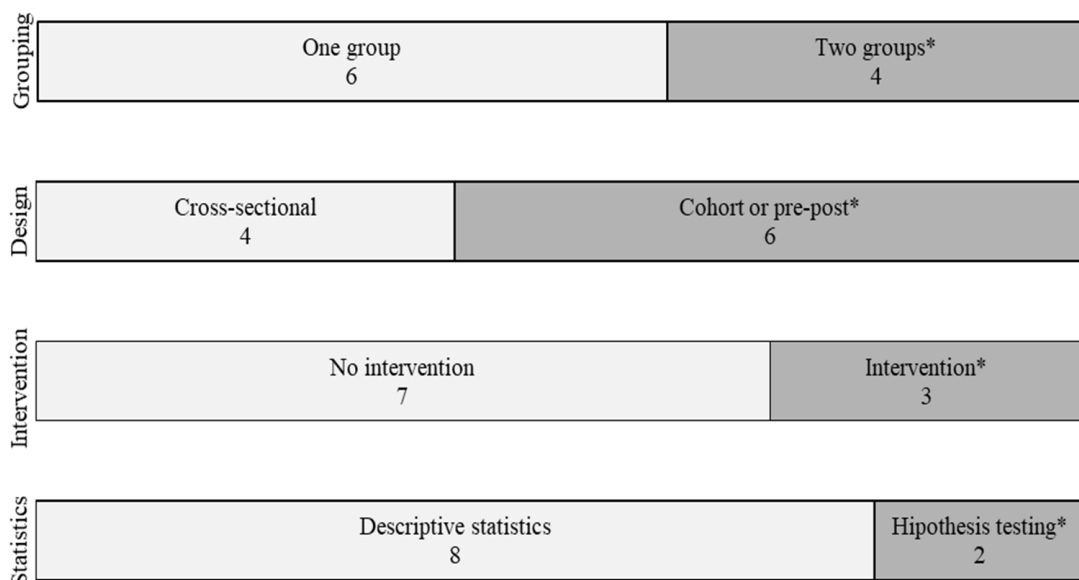 Grouping
One group
6
Two groups*
4
Design
Cross-sectional
4
Cohort or pre-post*
6
Intervention
No intervention
7
Intervention*
3
Statistics
Descriptive statistics
8
Hipothesis testing*
2